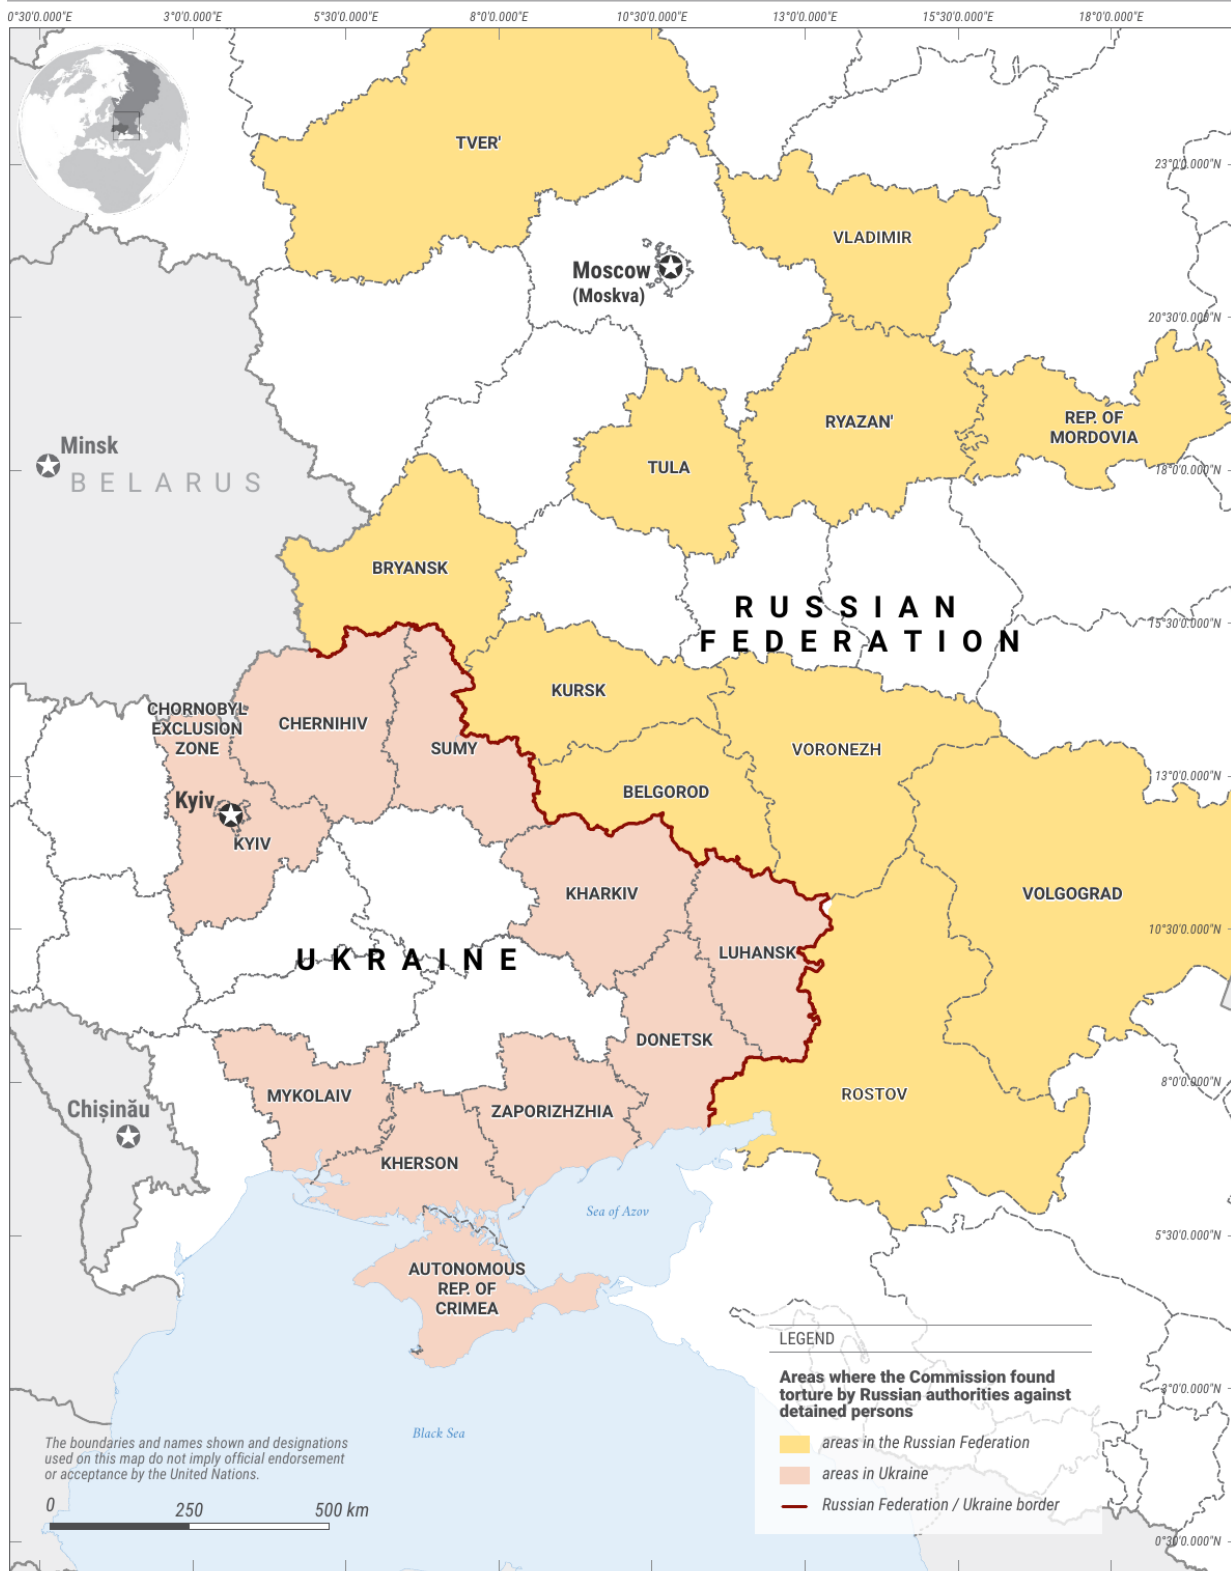 0°30'0.000"E
3°0'0.000"E
5°30'0.000"E
8°0'0.000"E
10°30'0.000"E
13°0'0.000"E
15°30'0.000"E
18°0'0.000"E
TVER'
23°0'0.000"N
VLADIMIR
Moscow
(Moskva)
20°30'0.000"N
RYAZAN'
REP. OF
MORDOVIA
Minsk
BELARUS
TULA
18°0'0.000"N
BRYANSK
RUSSIAN
FEDERATION
15°30'0.000"N
KURSK
CHORNOBYL
EXCLUSION
ZONE
CHERNIHIV
SUMY
VORONEZH
13°0'0.000"N
BELGOROD
Kyiv
KYIV
KHARKIV
VOLGOGRAD
10°30'0.000"N
UKRAINE
LUHANSK
DONETSK
8°0'0.000"N
ROSTOV
MYKOLAIV
Chișinău
ZAPORIZHZHIA
KHERSON
Sea of Azov
5°30'0.000"N
AUTONOMOUS
REP. OF
CRIMEA
LEGEND
Areas where the Commission found
torture by Russian authorities against
detained persons
areas in the Russian Federation
areas in Ukraine
Russian Federation / Ukraine border
3°0'0.000"N
Black Sea
The boundaries and names shown and designations
used on this map do not imply official endorsement
or acceptance by the United Nations.
0 250 500 km
0°30'0.000"N